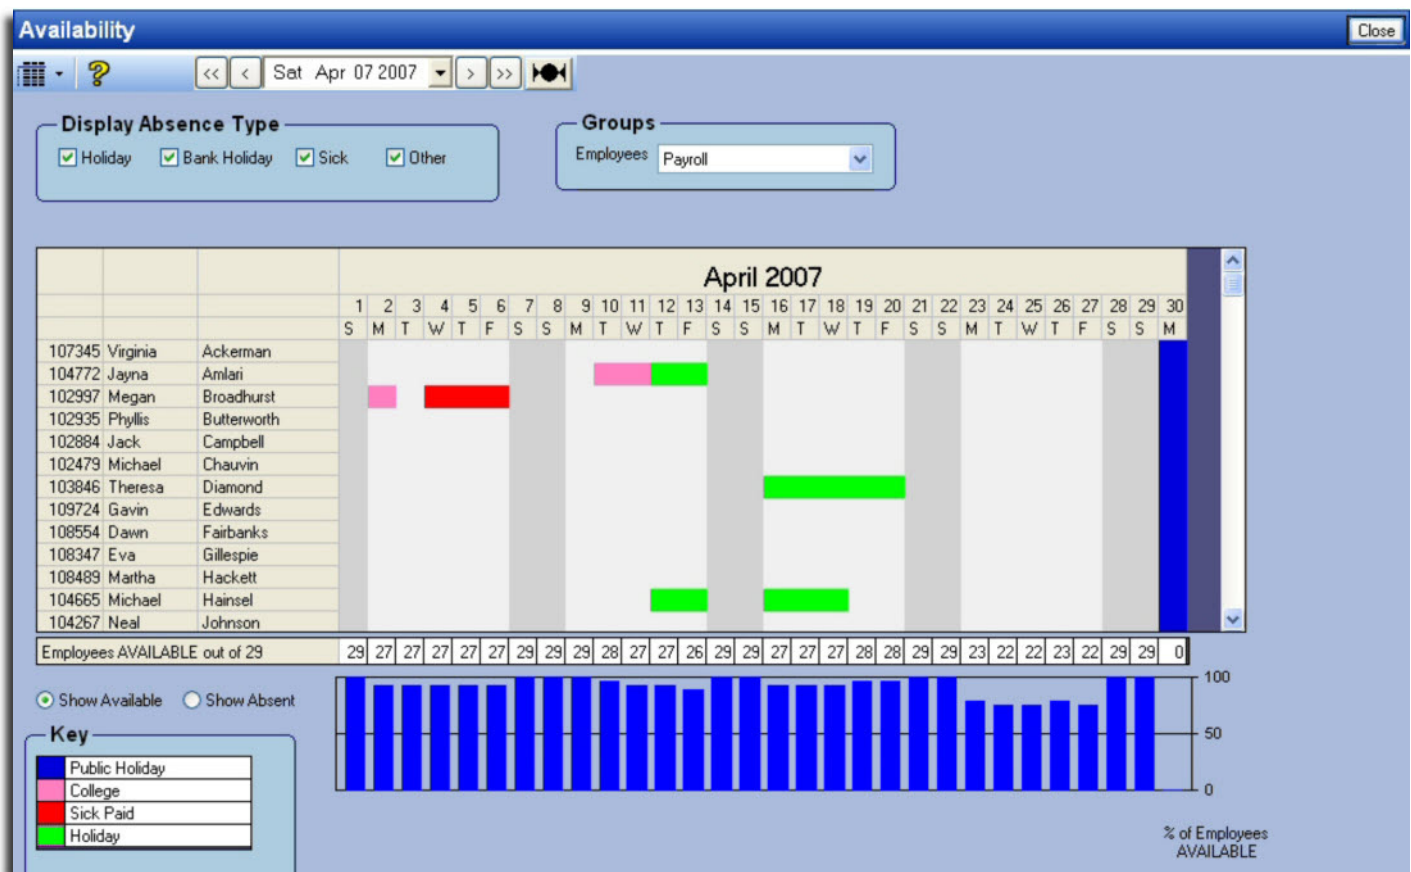 Availability
Close
<< < Sat Apr 07 2007 > >>
Display Absence Type
Holiday Bank Holiday Sick Other
Groups
Employees Payroll
April 2007
1 2 3 4 5 6 7 8 9 10 11 12 13 14 15 16 17 18 19 20 21 22 23 24 25 26 27 28 29 30
S M T W T F S S M T W T F S S M T W T F S S M T W T F S S M
107345 Virginia Ackerman
104772 Jayna Amlari
102997 Megan Broadhurst
102935 Phyllis Butterworth
102884 Jack Campbell
102479 Michael Chauvin
103846 Theresa Diamond
109724 Gavin Edwards
108554 Dawn Fairbanks
108347 Eva Gillespie
108489 Martha Hackett
104665 Michael Hainsel
104267 Neal Johnson
Employees AVAILABLE out of 29 29 27 27 27 27 27 29 29 29 28 27 27 26 29 29 27 27 27 28 28 29 29 23 22 22 23 22 29 29 0
Show Available Show Absent
100
50
0
Key
Public Holiday
College
Sick Paid
Holiday
% of Employees
AVAILABLE